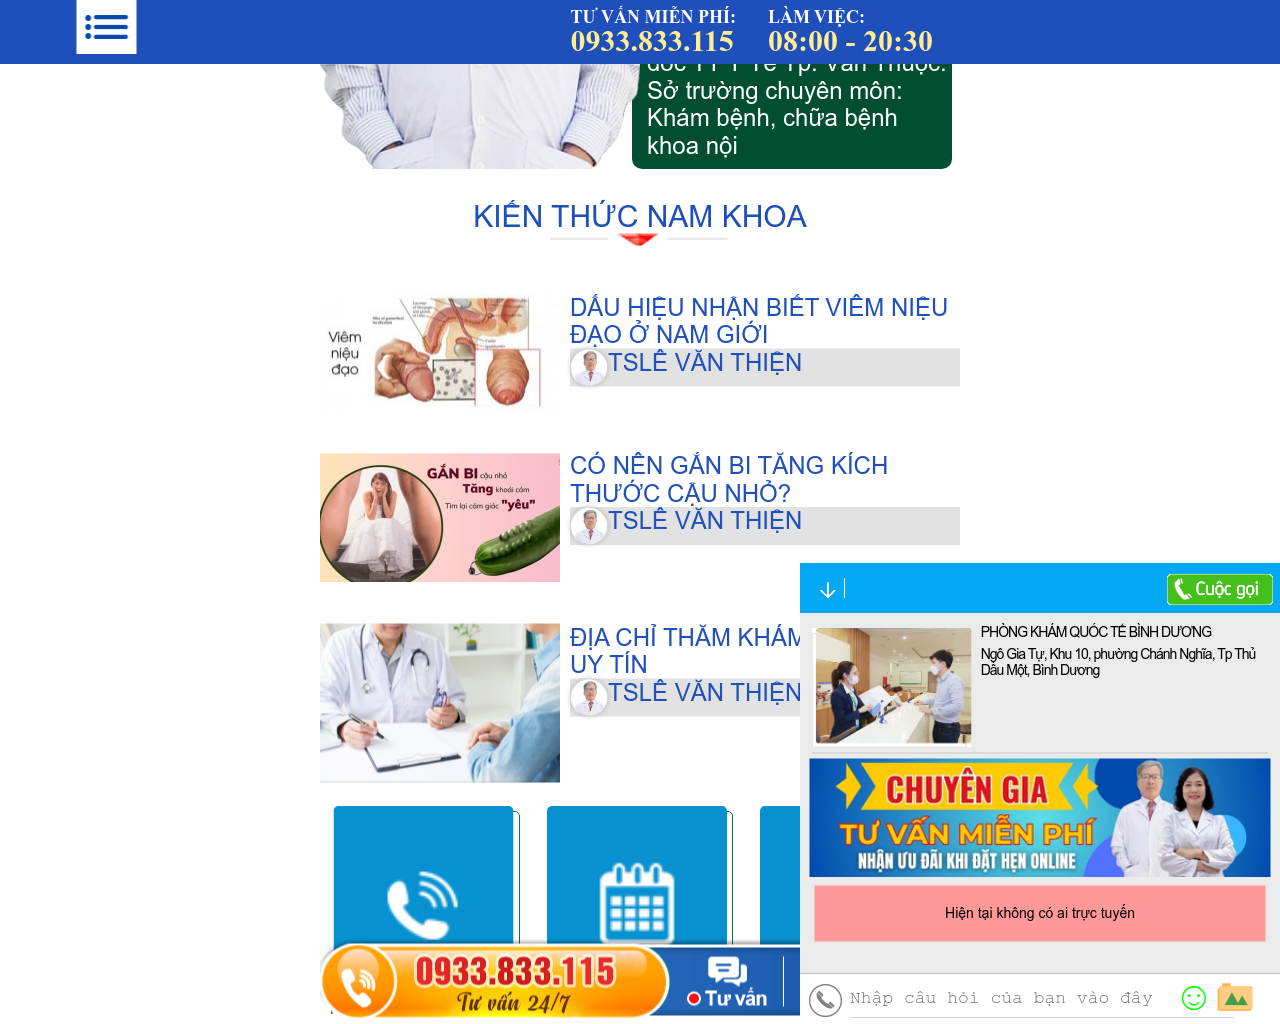 TƯ VẤN MIỄN PHÍ:
0933.833.115
LÀM VIỆC:
08:00 - 20:30
đốc TT Y Tế Tp. Văn Thuộc.
Sở trường chuyên môn:
Khám bệnh, chữa bệnh
khoa nội
KIẾN THỨC NAM KHOA
Viêm
niệu
đạo
DẤU HIỆU NHẬN BIẾT VIÊM NIỆU
ĐẠO Ở NAM GIỚI
TSLÊ VĂN THIỆN
GẮN BI cậu nhỏ
Tăng khoái cảm
Tìm lại cảm giác "yêu"
CÓ NÊN GẮN BI TĂNG KÍCH
THƯỚC CẬU NHỎ?
TSLÊ VĂN THIỆN
ĐỊA CHỈ THĂM KHÁM
UY TÍN
TSLÊ VĂN THIỆN
Cuộc gọi
PHÒNG KHÁM QUỐC TẾ BÌNH DƯƠNG
Ngô Gia Tự, Khu 10, phường Chánh Nghĩa, Tp Thủ
Dầu Một, Bình Dương
CHUYÊN GIA
TƯ VẤN MIỄN PHÍ
NHẬN ƯU ĐÃI KHI ĐẶT HẸN ONLINE
Hiện tại không có ai trực tuyến
0933.833.115
Tư vấn 24/7
Tư vấn
Nhập câu hỏi của bạn vào đây